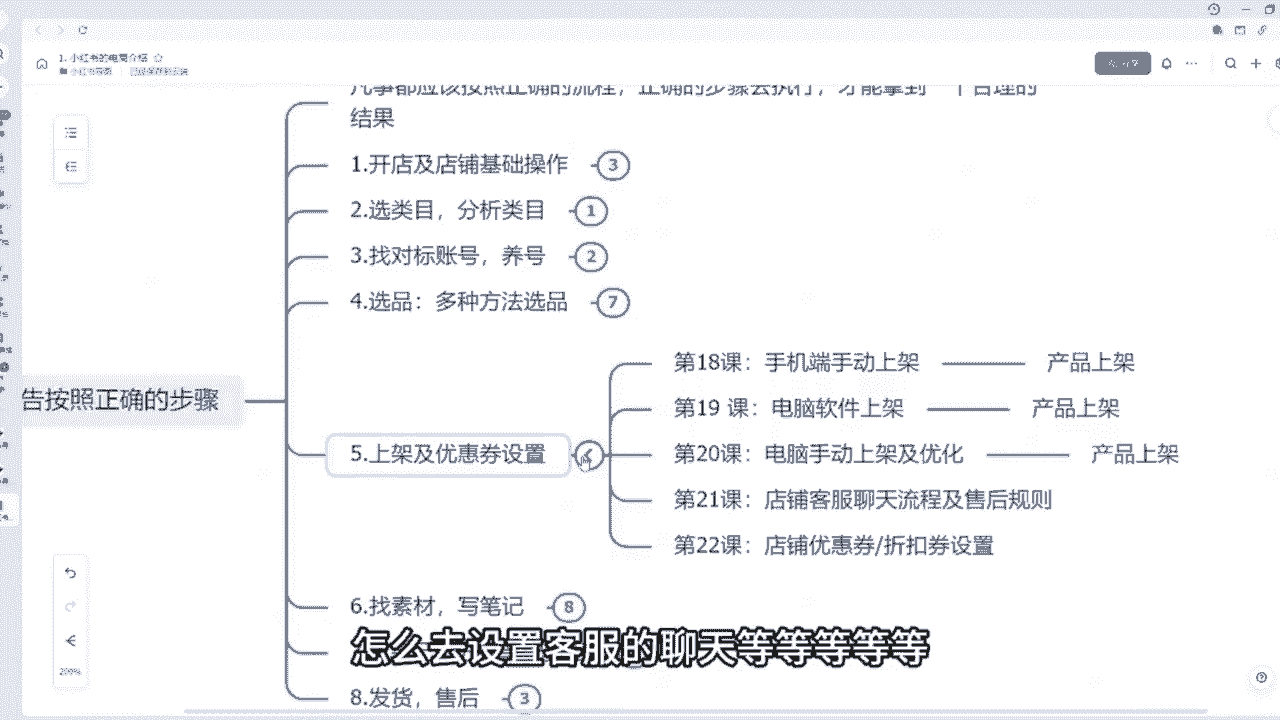 1. 小红书的电商介绍
凡事都应该按照正确的流程，正确的步骤去执行，才能拿到一个合理的
结果
1.开店及店铺基础操作 3
2.选类目，分析类目 1
3.找对标账号，养号 2
4.选品：多种方法选品 7
告按照正确的步骤
5.上架及优惠券设置
第18课：手机端手动上架 产品上架
第19 课：电脑软件上架 产品上架
第20课：电脑手动上架及优化 产品上架
第21课：店铺客服聊天流程及售后规则
第22课：店铺优惠券/折扣券设置
6.找素材，写笔记 8
怎么去设置客服的聊天等等等等等
8.发货，售后 3
200%